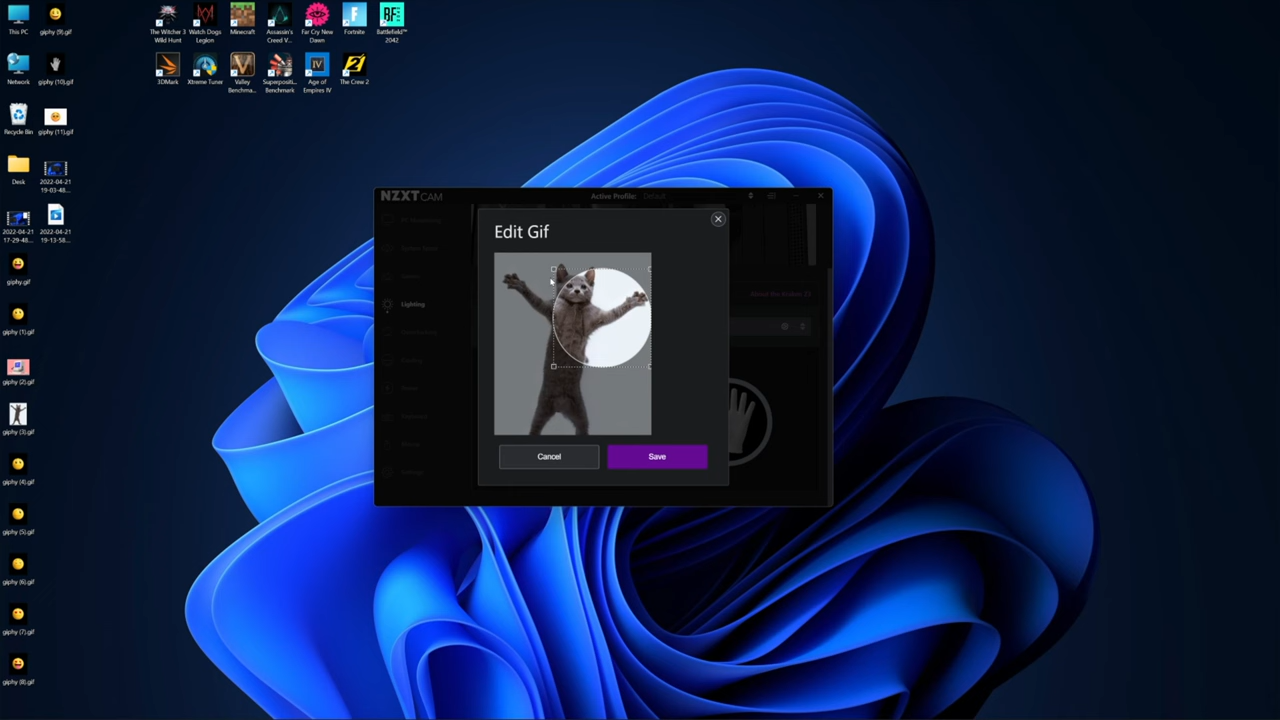 This PC
giphy (9).gif
The Witcher 3
Wild Hunt
Watch Dogs
Legion
Minecraft
Assassin's
Creed V...
Far Cry New
Dawn
Fortnite
Battlefield™
2042
Network
giphy (10).gif
3DMark
Xtreme Tuner
Valley
Benchma...
Superpositi...
Benchmark
Age of
Empires IV
The Crew 2
Recycle Bin
giphy (11).gif
Desk
2022-04-21
19-03-48...
2022-04-21
17-29-48...
2022-04-21
19-13-58...
giphy.gif
giphy (1).gif
giphy (2).gif
giphy (3).gif
giphy (4).gif
giphy (5).gif
giphy (6).gif
giphy (7).gif
giphy (8).gif
NZXT CAM
Active Profile: Default
Lighting
About the Kraken Z3
Edit Gif
Cancel
Save